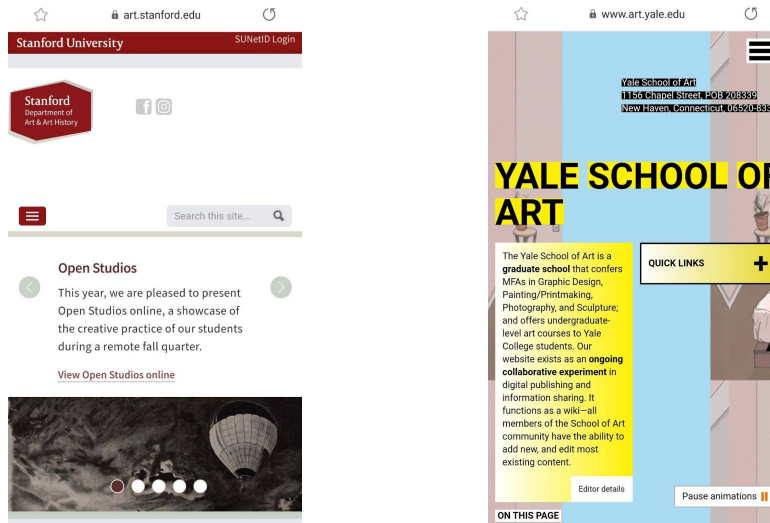 art.stanford.edu
Stanford University
SUNetID Login
Stanford
Department of
Art & Art History
Search this site...
Open Studios
This year, we are pleased to present
Open Studios online, a showcase of
the creative practice of our students
during a remote fall quarter.
View Open Studios online
www.art.yale.edu
Yale School of Art
1156 Chapel Street, POB 208339
New Haven, Connecticut, 06520-833
YALE SCHOOL OF
ART
The Yale School of Art is a
graduate school that confers
MFAs in Graphic Design,
Painting/Printmaking,
Photography, and Sculpture;
and offers undergraduate-
level art courses to Yale
College students. Our
website exists as an ongoing
collaborative experiment in
digital publishing and
information sharing. It
functions as a wiki—all
members of the School of Art
community have the ability to
add new, and edit most
existing content.
Editor details
QUICK LINKS
Pause animations
ON THIS PAGE